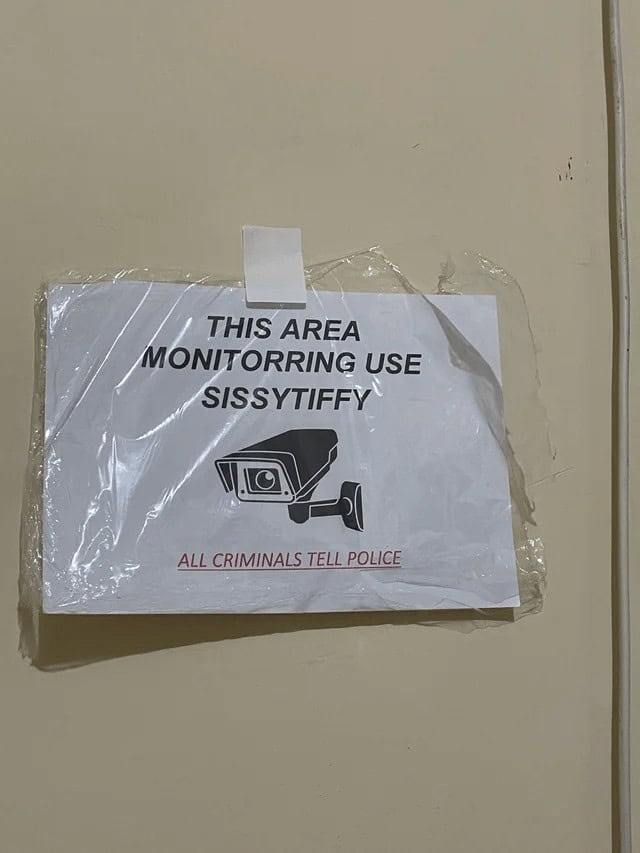 THIS AREA
MONITORRING USE
SISSYTIFFY
ALL CRIMINALS TELL POLICE